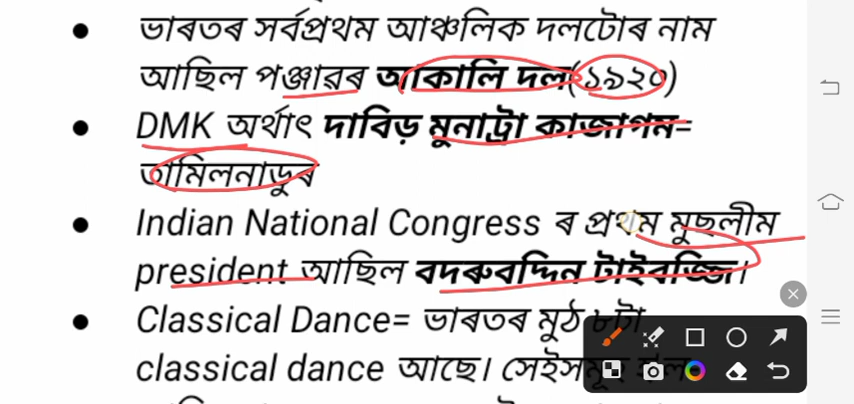 ● ভাৰতৰ সৰ্বপ্ৰথম আঞ্চলিক দলটোৰ নাম
আছিল পঞ্জাৱৰ আকালি দল(১৯২০)
● DMK অৰ্থাৎ দাবিড় মুনাট্ৰা কাজাগম=
তামিলনাডুৰ
● Indian National Congress ৰ প্ৰথম মুছলীম
president আছিল বদৰুবদ্দিন টাইবজ্জি।
● Classical Dance= ভাৰতৰ মুঠ ৮টা
classical dance আছে। সেইসমূহ হ'ল